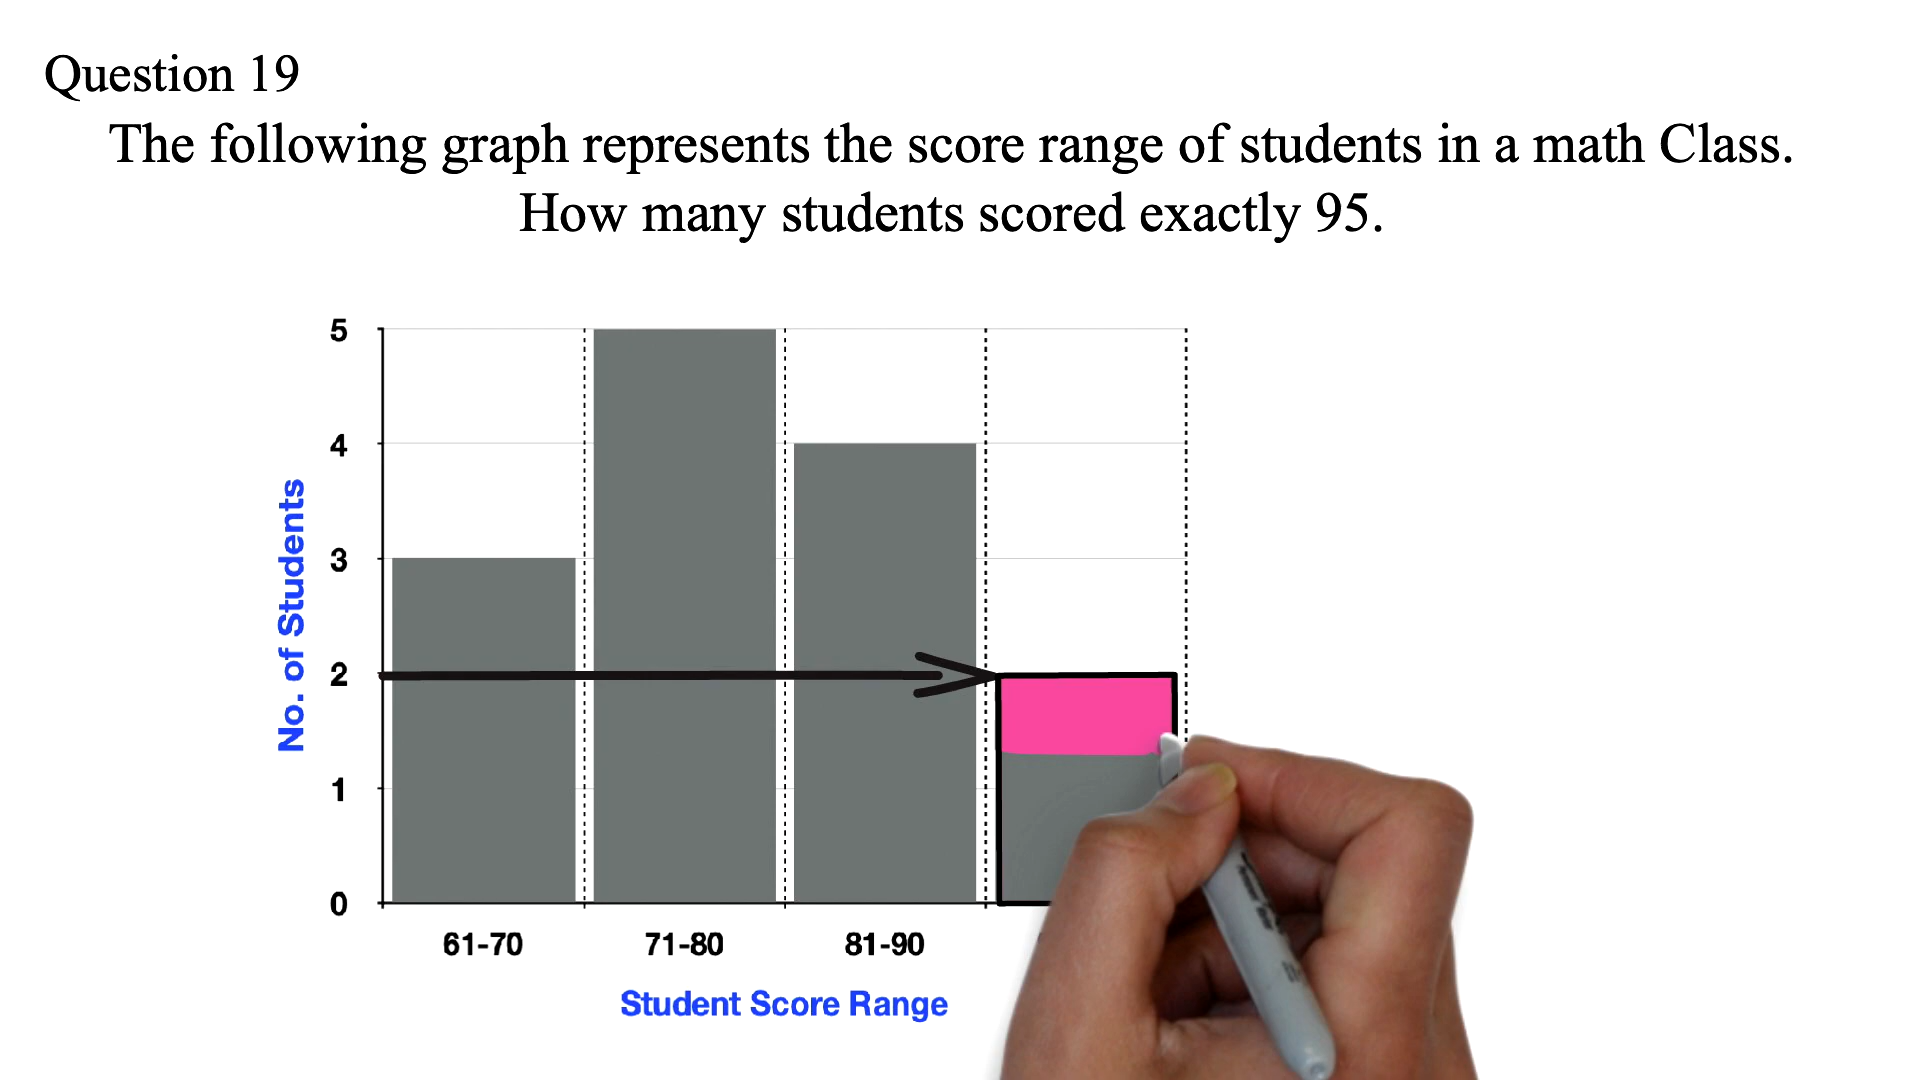 Question 19
The following graph represents the score range of students in a math Class.
How many students scored exactly 95.
No. of Students
5
4
3
2
1
0
61-70 71-80 81-90
Student Score Range